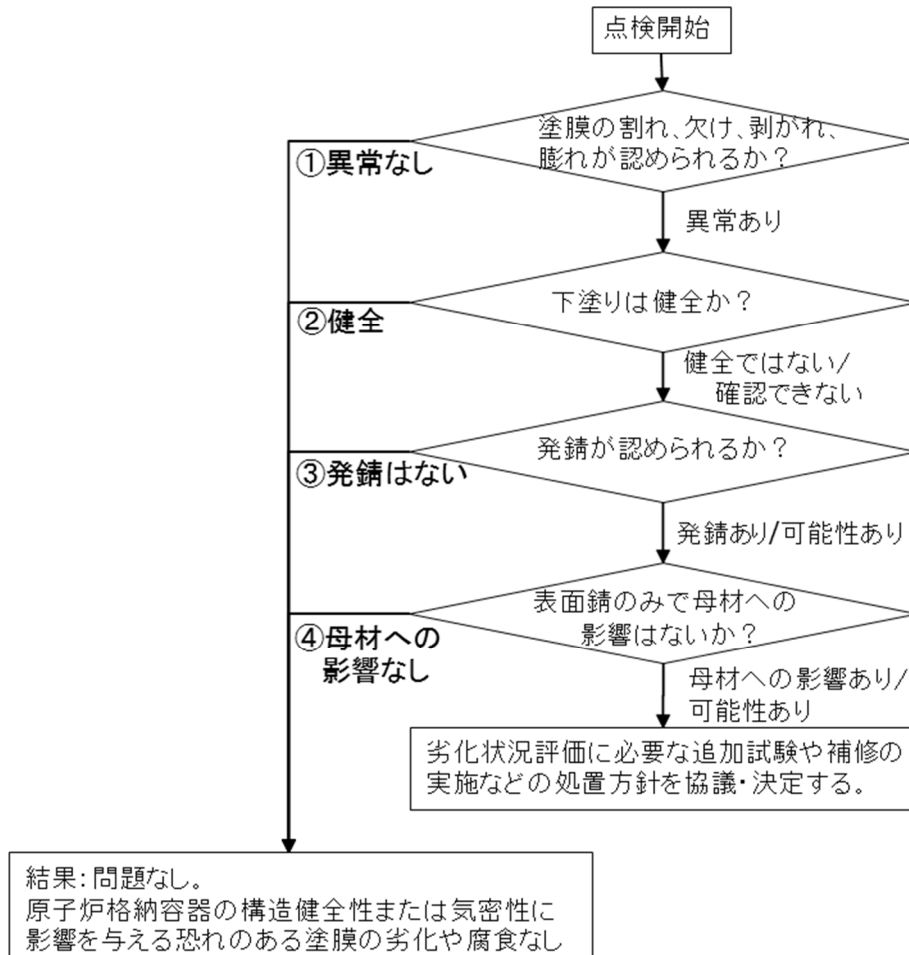 点検開始
塗膜の割れ、欠け、剥がれ、
膨れが認められるか？
①異常なし
異常あり
下塗りは健全か？
②健全
健全ではない/
確認できない
発錆が認められるか？
③発錆はない
発錆あり/可能性あり
表面錆のみで母材への
影響はないか？
④母材への
影響なし
母材への影響あり/
可能性あり
劣化状況評価に必要な追加試験や補修の
実施などの処置方針を協議・決定する。
結果：問題なし。
原子炉格納容器の構造健全性または気密性に
影響を与える恐れのある塗膜の劣化や腐食なし